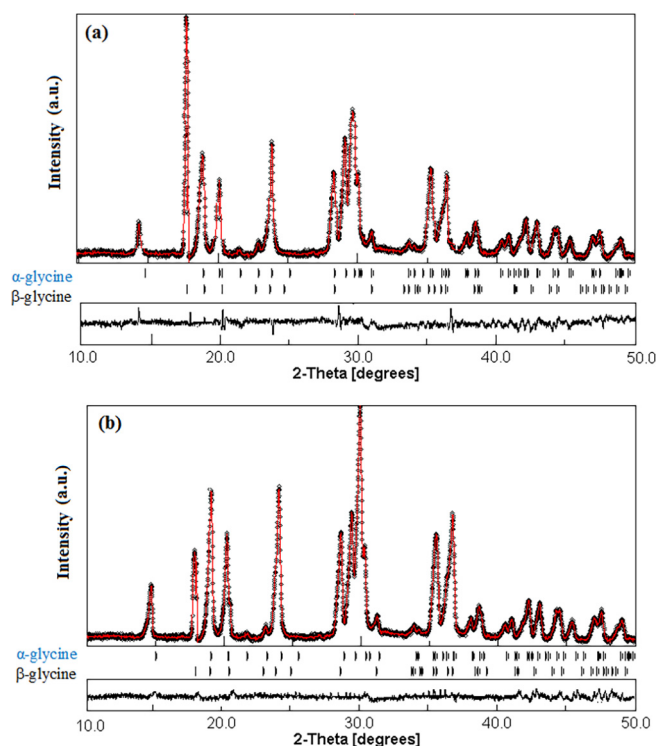 (a)
Intensity (a.u.)
α-glycine
β-glycine
10.0 20.0 30.0 40.0 50.0
2-Theta [degrees]
(b)
Intensity (a.u.)
α-glycine
β-glycine
10.0 20.0 30.0 40.0 50.0
2-Theta [degrees]